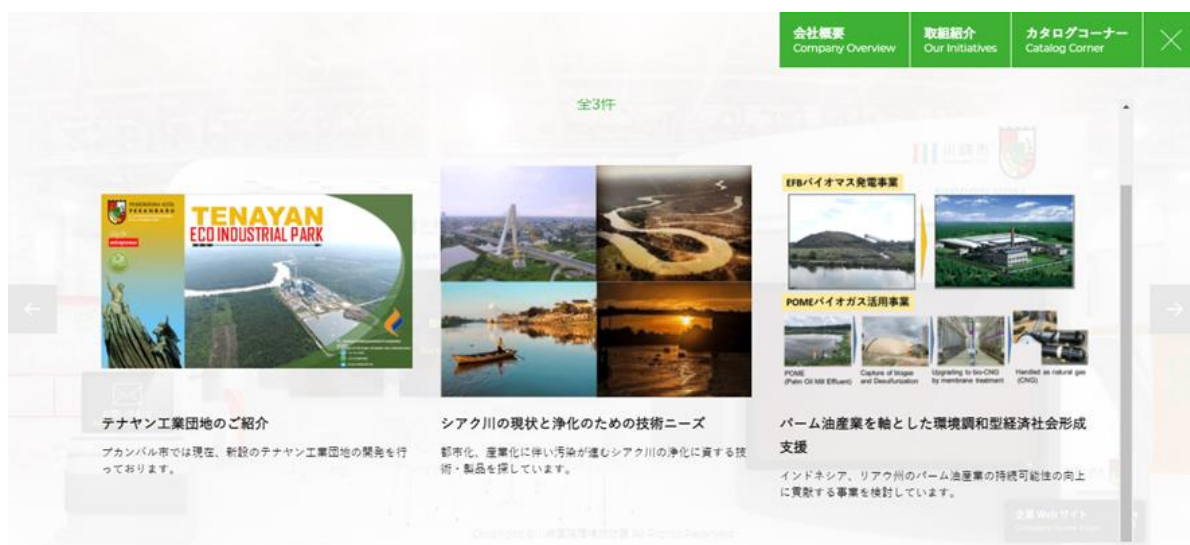 会社概要
Company Overview
取組紹介
Our Initiatives
カタログコーナー
Catalog Corner
全3件
川崎市
PEMERINTAH KOTA
PEKANBARU
TENAYAN
ECO INDUSTRIAL PARK
EFBバイオマス発電事業
POMEバイオガス活用事業
POME
(Palm Oil Mill Effluent)
Capture of biogas
and Desulfurization
Upgrading to bio-CNG
by membrane treatment
Handled as natural gas
(CNG)
テナヤン工業団地のご紹介
プカンバル市では現在、新設のテナヤン工業団地の開発を行
っております。
シアク川の現状と浄化のための技術ニーズ
都市化、産業化に伴い汚染が進むシアク川の浄化に資する技
術・製品を探しています。
パーム油産業を軸とした環境調和型経済社会形成
支援
インドネシア、リアウ州のパーム油産業の持続可能性の向上
に貢献する事業を検討しています。
企業 Web サイト